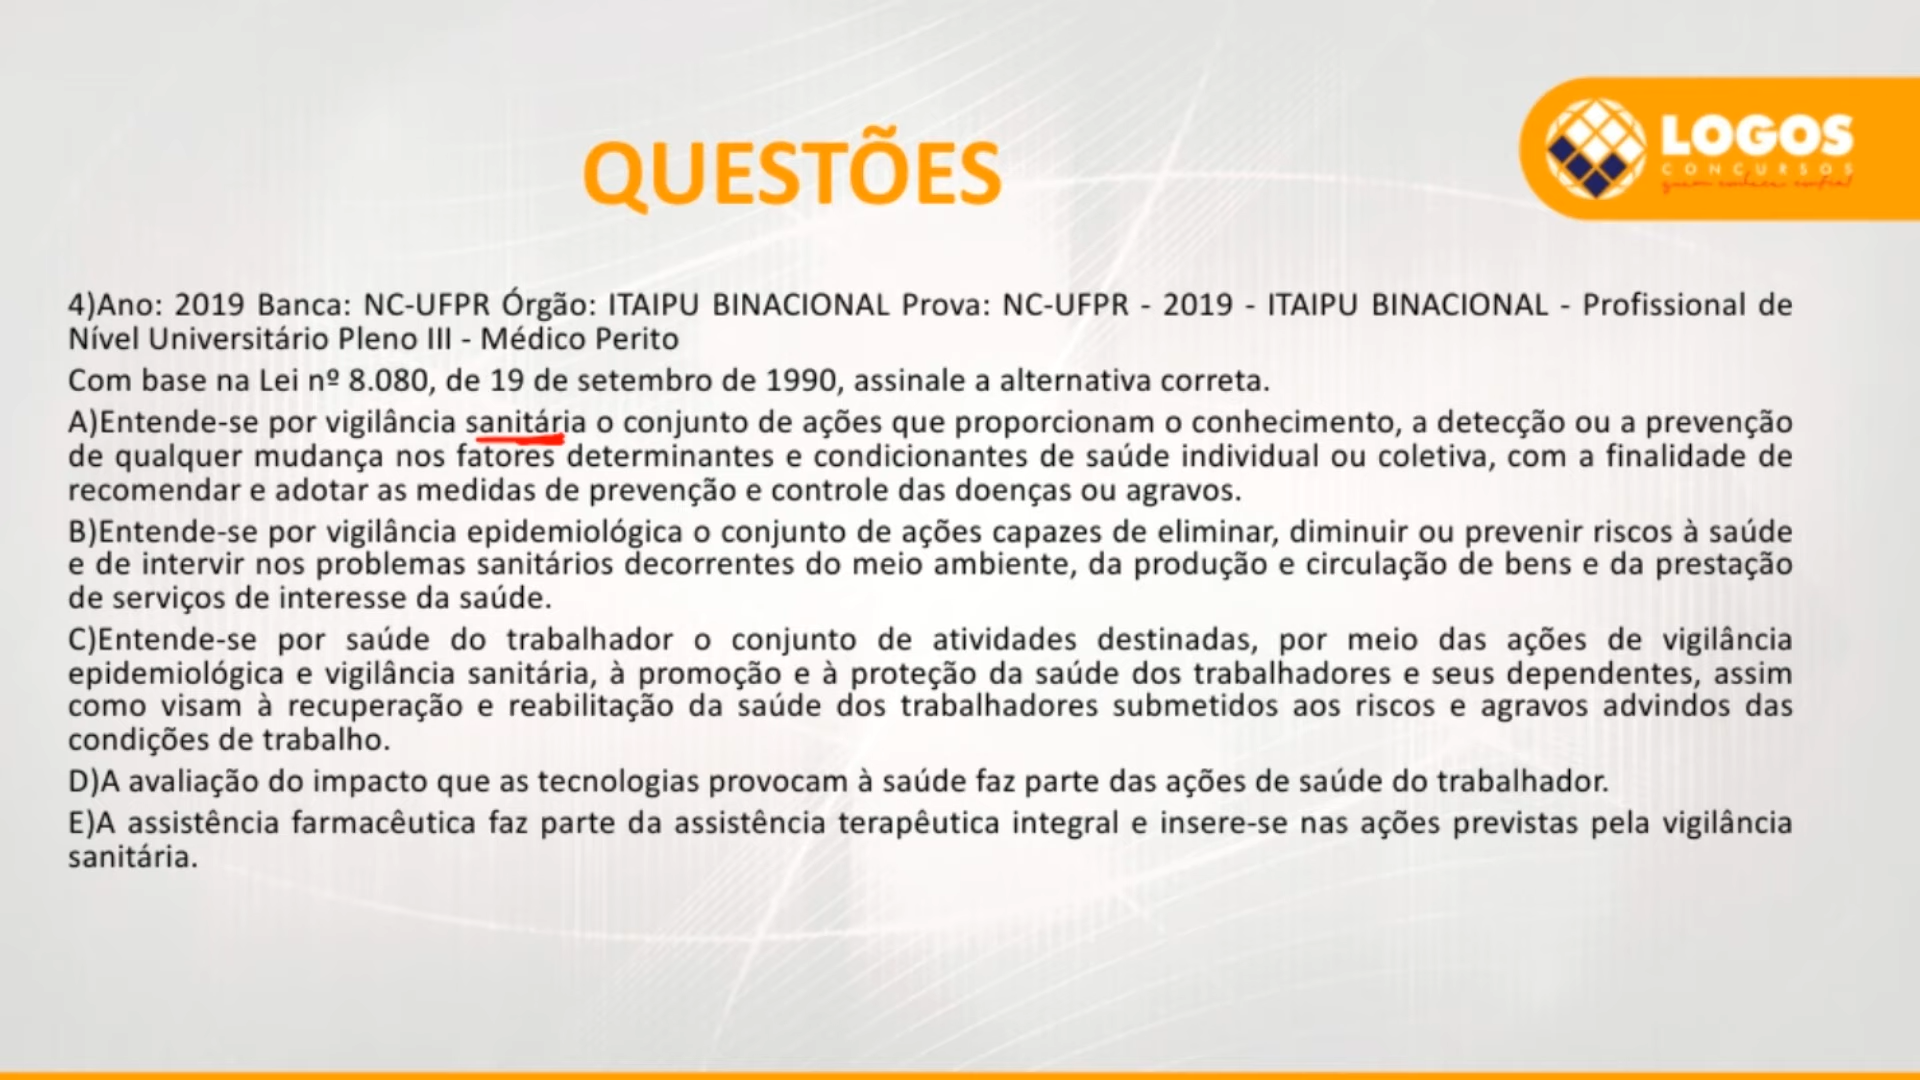 LOGOS
CONCURSOS
QUESTÕES
4)Ano: 2019 Banca: NC-UFPR Órgão: ITAIPU BINACIONAL Prova: NC-UFPR - 2019 - ITAIPU BINACIONAL - Profissional de
Nível Universitário Pleno III - Médico Perito
Com base na Lei nº 8.080, de 19 de setembro de 1990, assinale a alternativa correta.
A)Entende-se por vigilância sanitária o conjunto de ações que proporcionam o conhecimento, a detecção ou a prevenção
de qualquer mudança nos fatores determinantes e condicionantes de saúde individual ou coletiva, com a finalidade de
recomendar e adotar as medidas de prevenção e controle das doenças ou agravos.
B)Entende-se por vigilância epidemiológica o conjunto de ações capazes de eliminar, diminuir ou prevenir riscos à saúde
e de intervir nos problemas sanitários decorrentes do meio ambiente, da produção e circulação de bens e da prestação
de serviços de interesse da saúde.
C)Entende-se por saúde do trabalhador o conjunto de atividades destinadas, por meio das ações de vigilância
epidemiológica e vigilância sanitária, à promoção e à proteção da saúde dos trabalhadores e seus dependentes, assim
como visam à recuperação e reabilitação da saúde dos trabalhadores submetidos aos riscos e agravos advindos das
condições de trabalho.
D)A avaliação do impacto que as tecnologias provocam à saúde faz parte das ações de saúde do trabalhador.
E)A assistência farmacêutica faz parte da assistência terapêutica integral e insere-se nas ações previstas pela vigilância
sanitária.